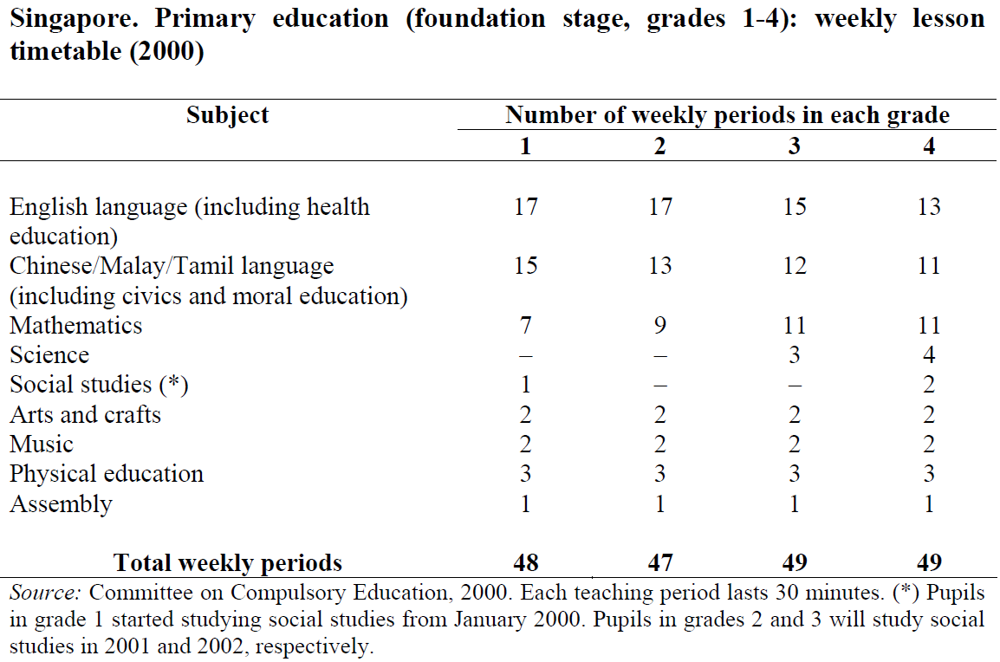 Singapore. Primary education (foundation stage, grades 1-4): weekly lesson
timetable (2000)
Subject Number of weekly periods in each grade
1 2 3 4
English language (including health 17 17 15 13
education)
Chinese/Malay/Tamil language 15 13 12 11
(including civics and moral education)
Mathematics 7 9 11 11
Science – – 3 4
Social studies (*) 1 – – 2
Arts and crafts 2 2 2 2
Music 2 2 2 2
Physical education 3 3 3 3
Assembly 1 1 1 1
Total weekly periods 48 47 49 49
Source: Committee on Compulsory Education, 2000. Each teaching period lasts 30 minutes. (*) Pupils
in grade 1 started studying social studies from January 2000. Pupils in grades 2 and 3 will study social
studies in 2001 and 2002, respectively.